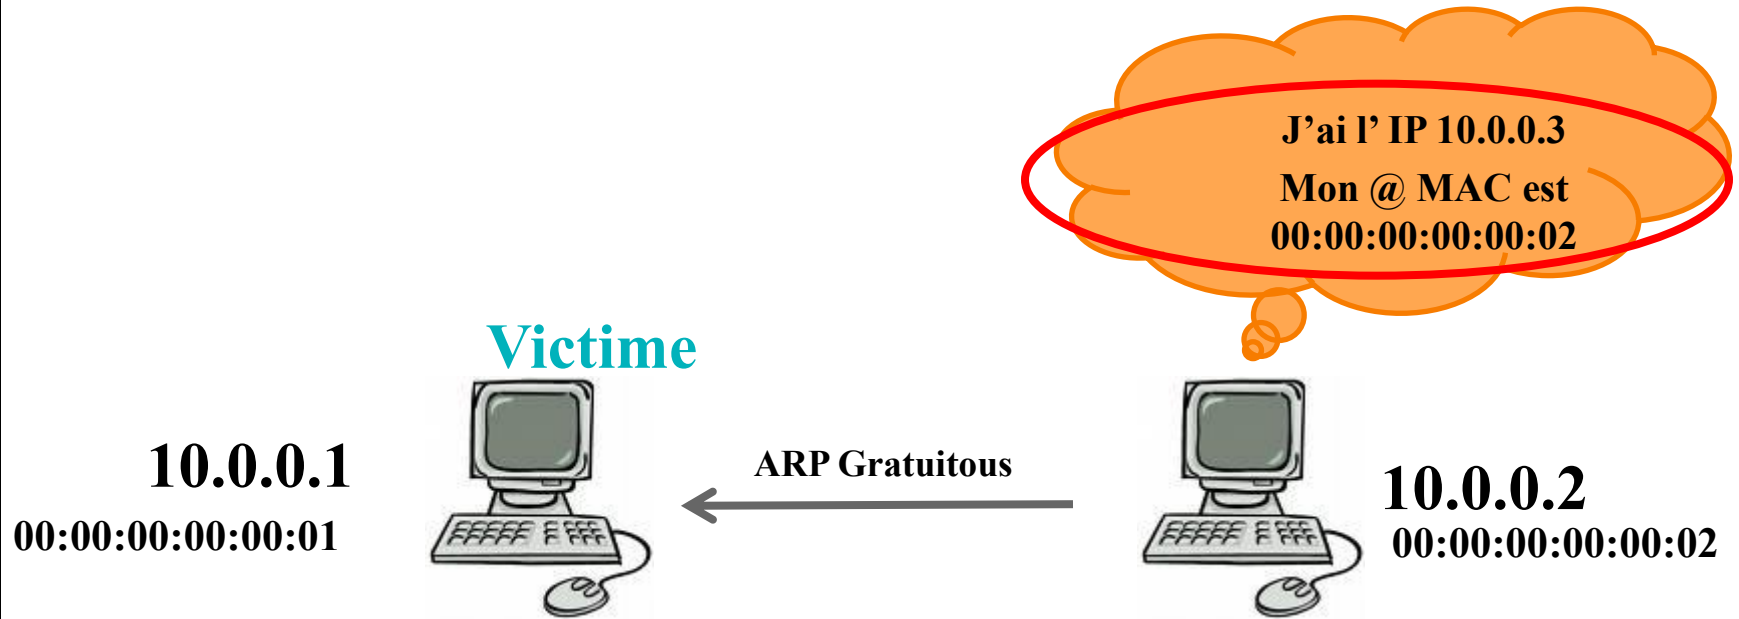 J’ai l’ IP 10.0.0.3
Mon @ MAC est
00:00:00:00:00:02
Victime
10.0.0.1
00:00:00:00:00:01
ARP Gratuitous
10.0.0.2
00:00:00:00:00:02